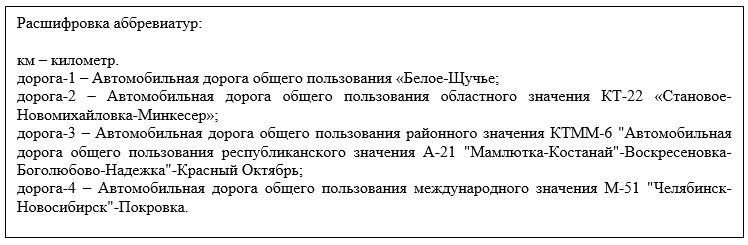 Расшифровка аббревиатур:
км – километр.
дорога-1 – Автомобильная дорога общего пользования «Белое-Щучье;
дорога-2 – Автомобильная дорога общего пользования областного значения КТ-22 «Становое-
Новомихайловка-Минкесер»;
дорога-3 – Автомобильная дорога общего пользования районного значения КТММ-6 "Автомобильная
дорога общего пользования республиканского значения А-21 "Мамлютка-Костанай"-Воскресеновка-
Боголюбово-Надежка"-Красный Октябрь;
дорога-4 – Автомобильная дорога общего пользования международного значения М-51 "Челябинск-
Новосибирск"-Покровка.